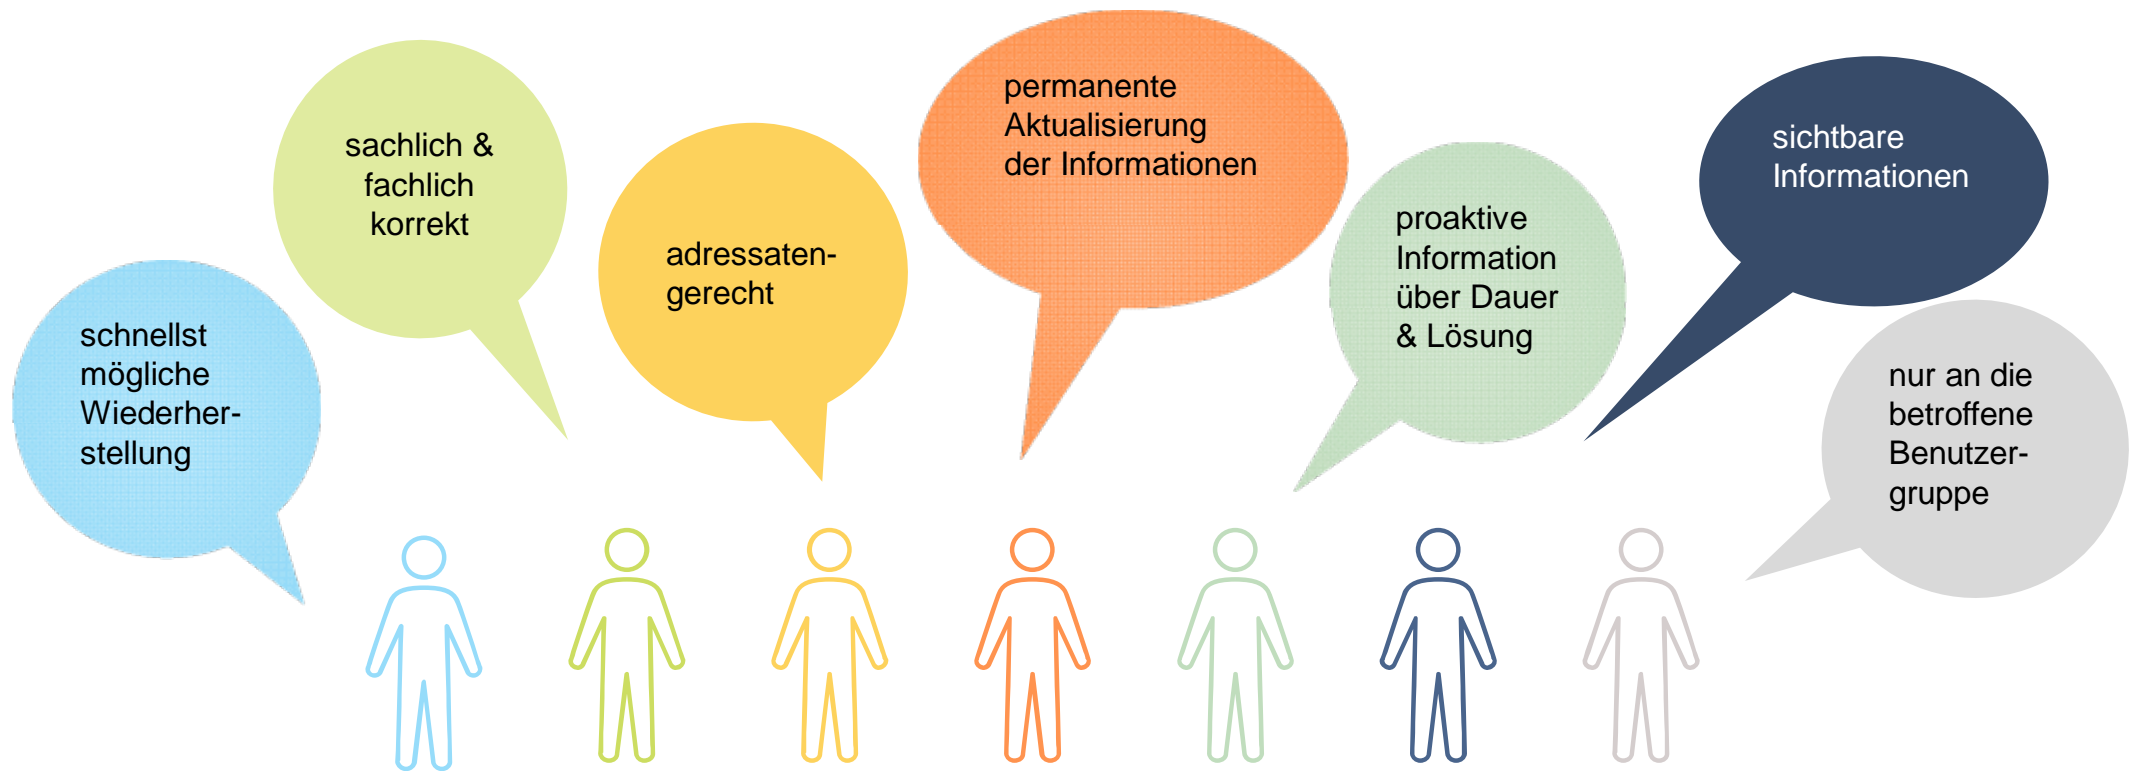 schnellst
mögliche
Wiederher-
stellung
sachlich &
fachlich
korrekt
adressaten-
gerecht
permanente
Aktualisierung
der Informationen
proaktive
Information
über Dauer
& Lösung
sichtbare
Informationen
nur an die
betroffene
Benutzer-
gruppe